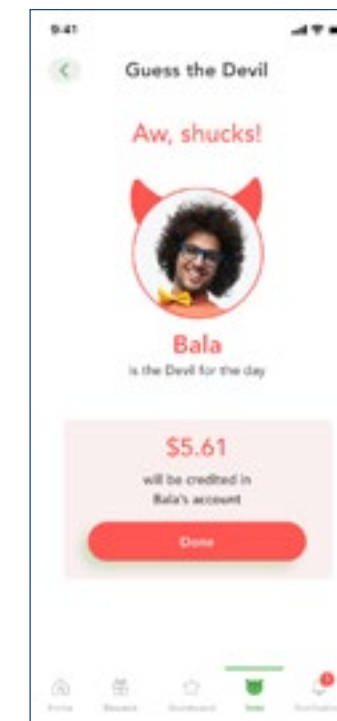 9:41
Guess the Devil
Aw, shucks!
Bala
is the Devil for the day
$5.61
will be credited in
Bala's account
Done
Home